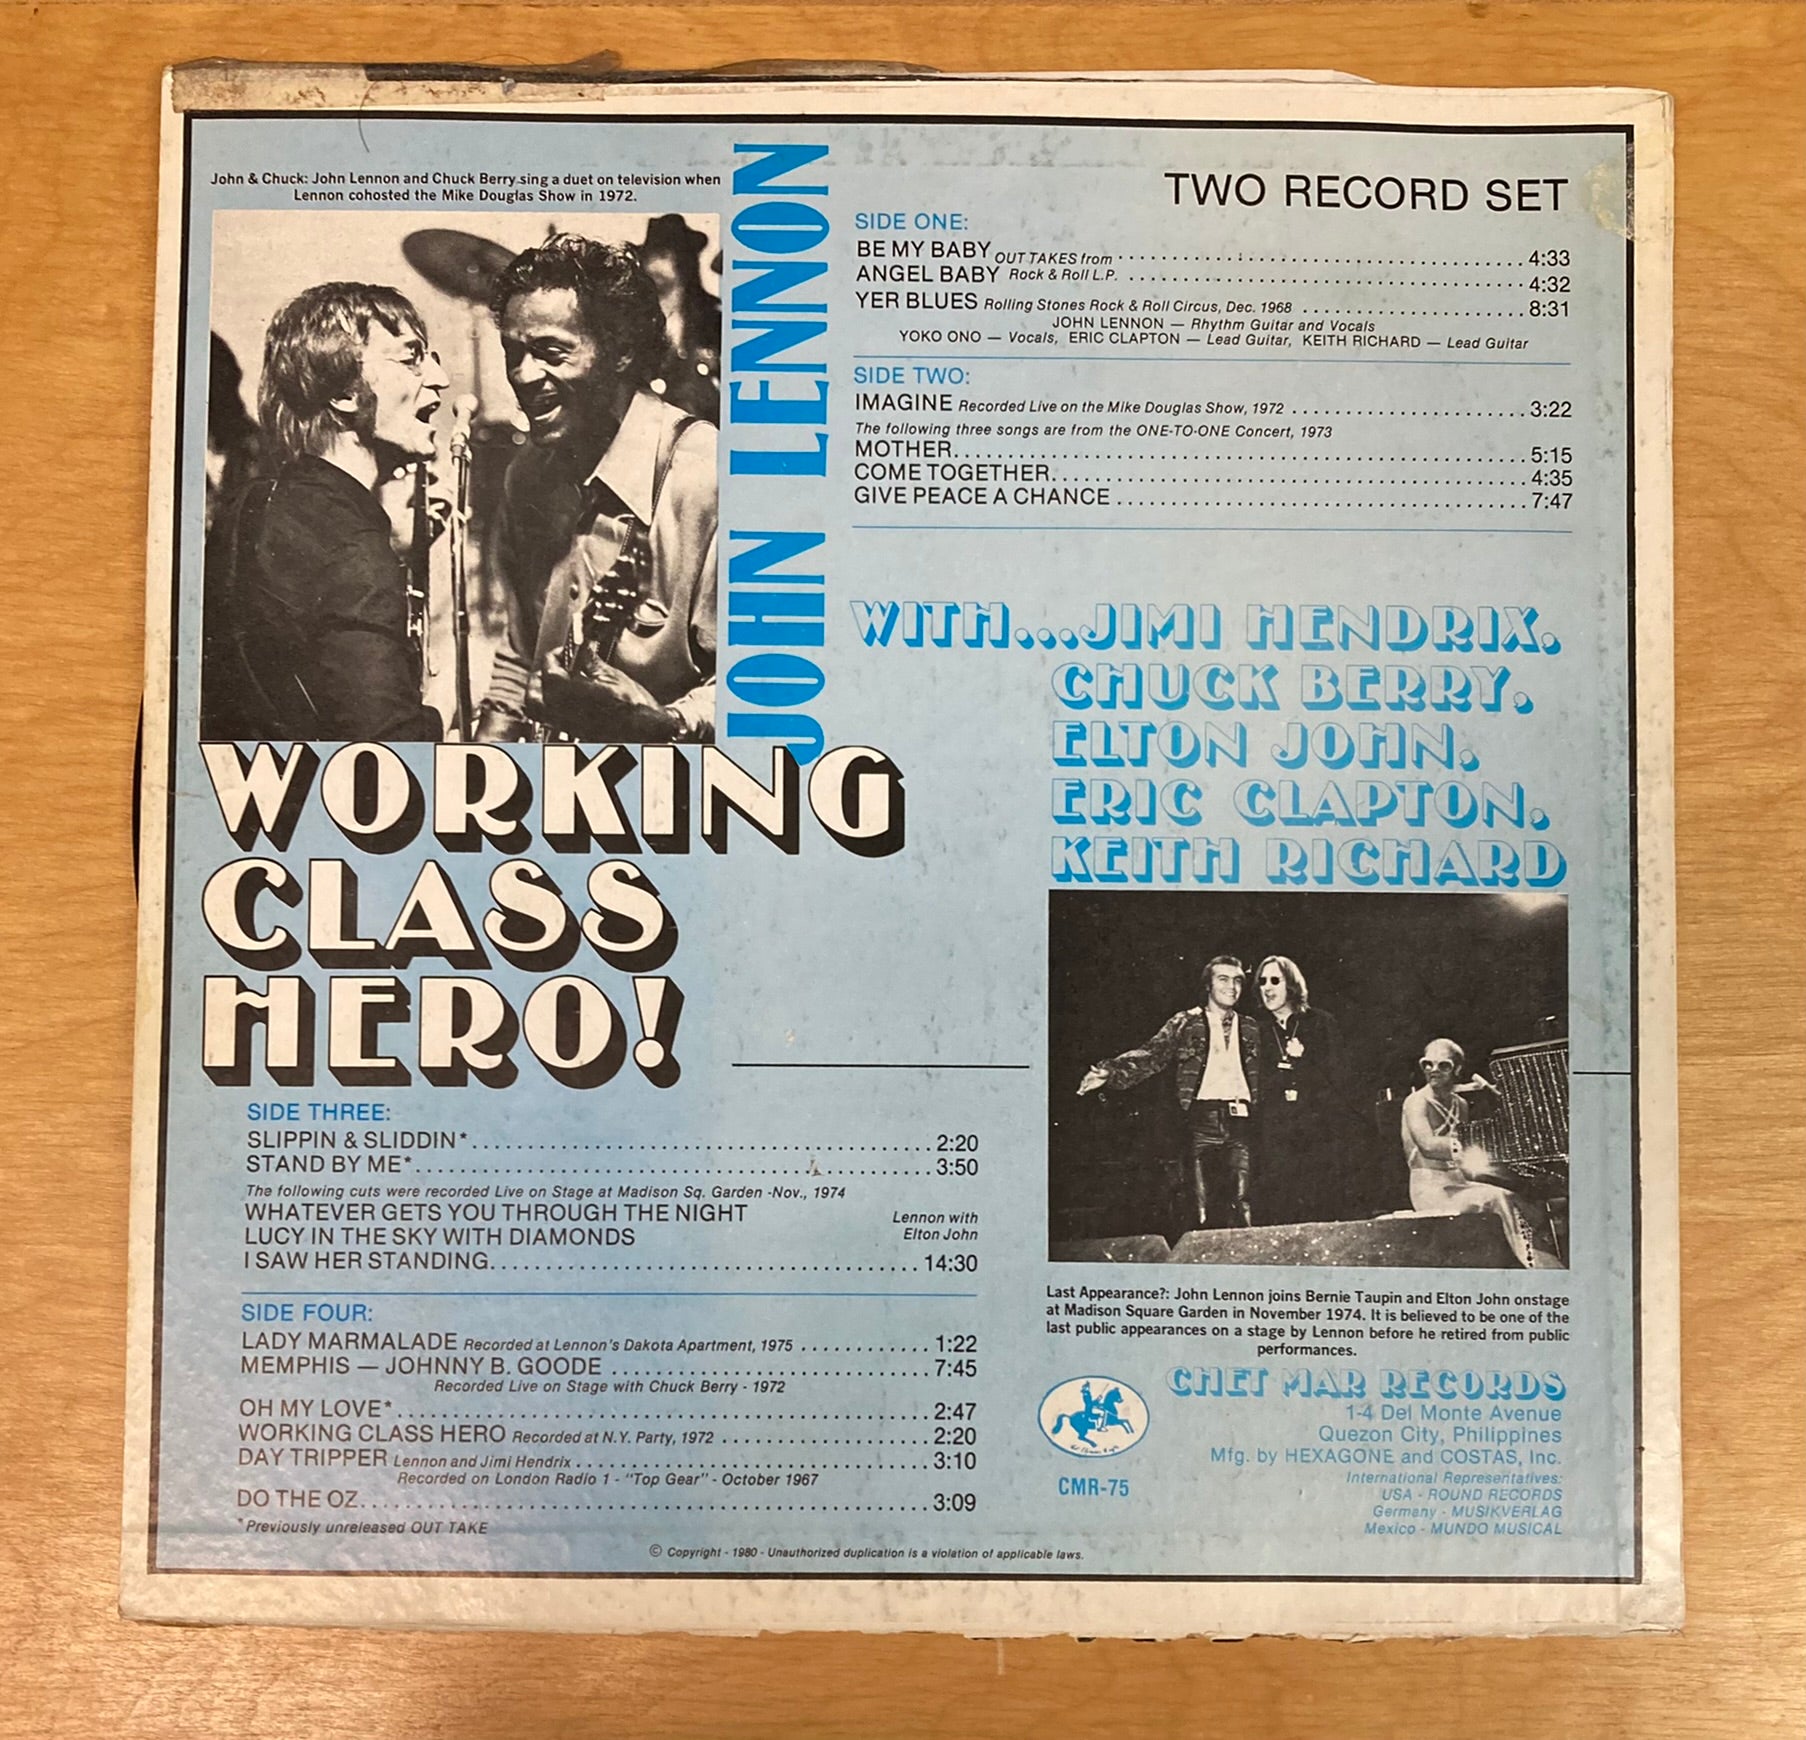 John & Chuck: John Lennon and Chuck Berry sing a duet on television when
Lennon cohosted the Mike Douglas Show in 1972.
JOHN LENNON
WORKING
CLASS
HERO!
TWO RECORD SET
SIDE ONE:
BE MY BABY OUT TAKES from ........ 4:33
ANGEL BABY Rock & Roll L.P. ........ 4:32
YER BLUES Rolling Stones Rock & Roll Circus, Dec. 1968 ........ 8:31
JOHN LENNON — Rhythm Guitar and Vocals
YOKO ONO — Vocals, ERIC CLAPTON — Lead Guitar, KEITH RICHARD — Lead Guitar
SIDE TWO:
IMAGINE Recorded Live on the Mike Douglas Show, 1972 ........ 3:22
The following three songs are from the ONE-TO-ONE Concert, 1973
MOTHER ........ 5:15
COME TOGETHER ........ 4:35
GIVE PEACE A CHANCE ........ 7:47
WITH...JIMI HENDRIX,
CHUCK BERRY,
ELTON JOHN,
ERIC CLAPTON,
KEITH RICHARD
SIDE THREE:
SLIPPIN & SLIDDIN* ........ 2:20
STAND BY ME* ........ 3:50
The following cuts were recorded Live on Stage at Madison Sq. Garden -Nov., 1974
WHATEVER GETS YOU THROUGH THE NIGHT Lennon with
LUCY IN THE SKY WITH DIAMONDS Elton John
I SAW HER STANDING ........ 14:30
SIDE FOUR:
LADY MARMALADE Recorded at Lennon's Dakota Apartment, 1975 ........ 1:22
MEMPHIS — JOHNNY B. GOODE ........ 7:45
Recorded Live on Stage with Chuck Berry - 1972
OH MY LOVE* ........ 2:47
WORKING CLASS HERO Recorded at N.Y. Party, 1972 ........ 2:20
DAY TRIPPER Lennon and Jimi Hendrix ........ 3:10
Recorded on London Radio 1 - "Top Gear" - October 1967
DO THE OZ ........ 3:09
*Previously unreleased OUT TAKE
Last Appearance?: John Lennon joins Bernie Taupin and Elton John onstage
at Madison Square Garden in November 1974. It is believed to be one of the
last public appearances on a stage by Lennon before he retired from public
performances.
CHET MAR RECORDS
1-4 Del Monte Avenue
Quezon City, Philippines
Mfg. by HEXAGONE and COSTAS, Inc.
International Representatives:
USA - ROUND RECORDS
Germany - MUSIKVERLAG
Mexico - MUNDO MUSICAL
CMR-75
© Copyright - 1980 - Unauthorized duplication is a violation of applicable laws.